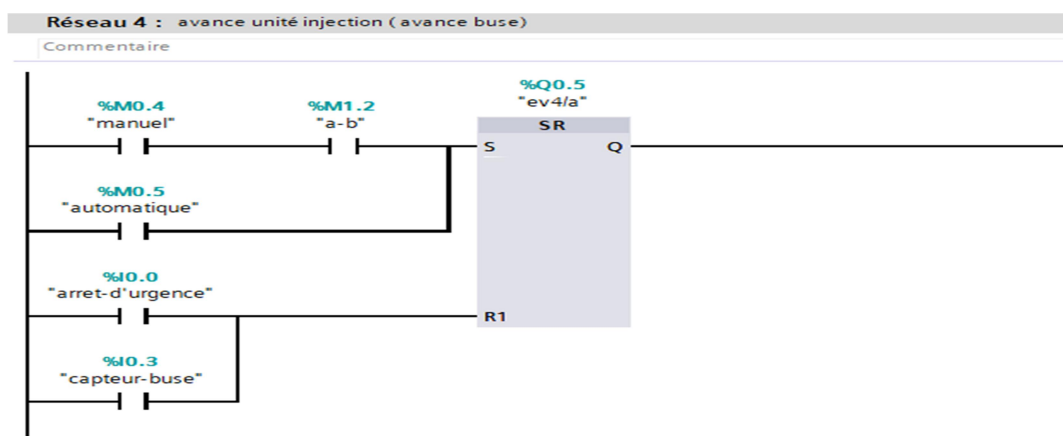 Réseau 4 : avance unité injection ( avance buse)
Commentaire
%Q0.5
"ev4/a"
%M0.4 %M1.2
"manuel" "a-b"
SR
S Q
%M0.5
"automatique"
%I0.0
"arret-d'urgence"
R1
%I0.3
"capteur-buse"